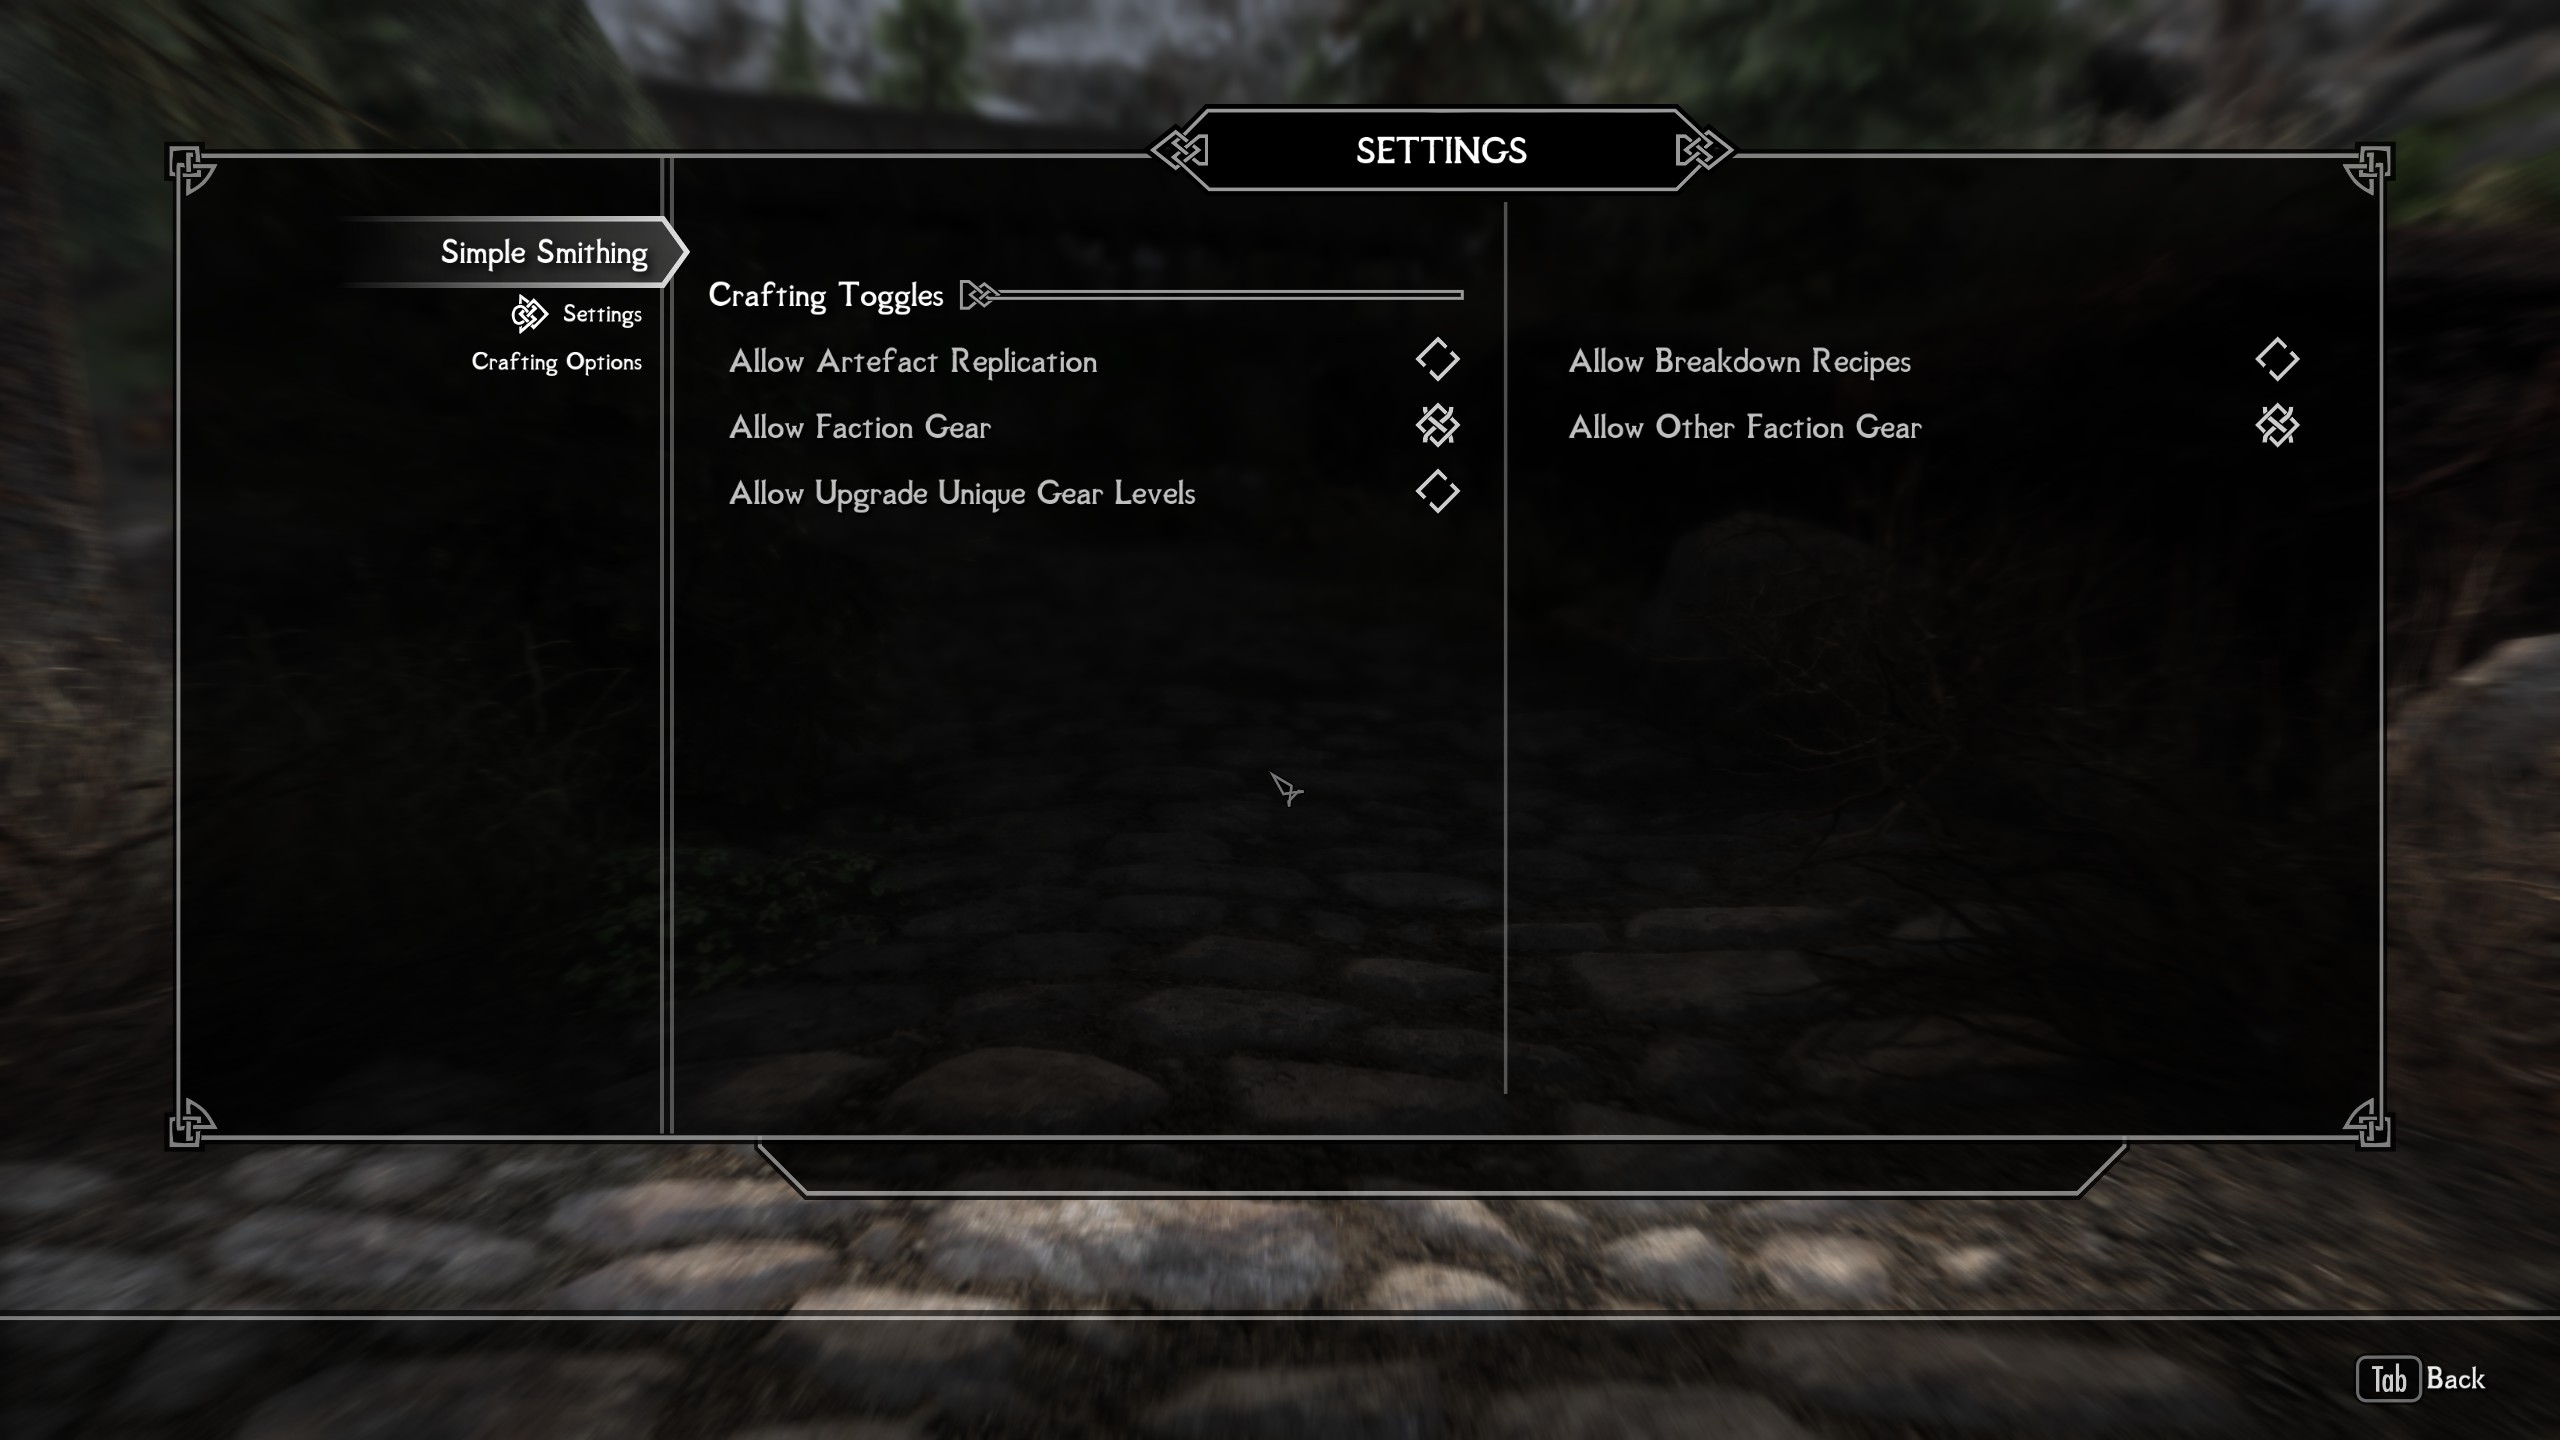 SETTINGS
Simple Smithing
Settings
Crafting Options
Crafting Toggles
Allow Artefact Replication
Allow Faction Gear
Allow Upgrade Unique Gear Levels
Allow Breakdown Recipes
Allow Other Faction Gear
Tab Back